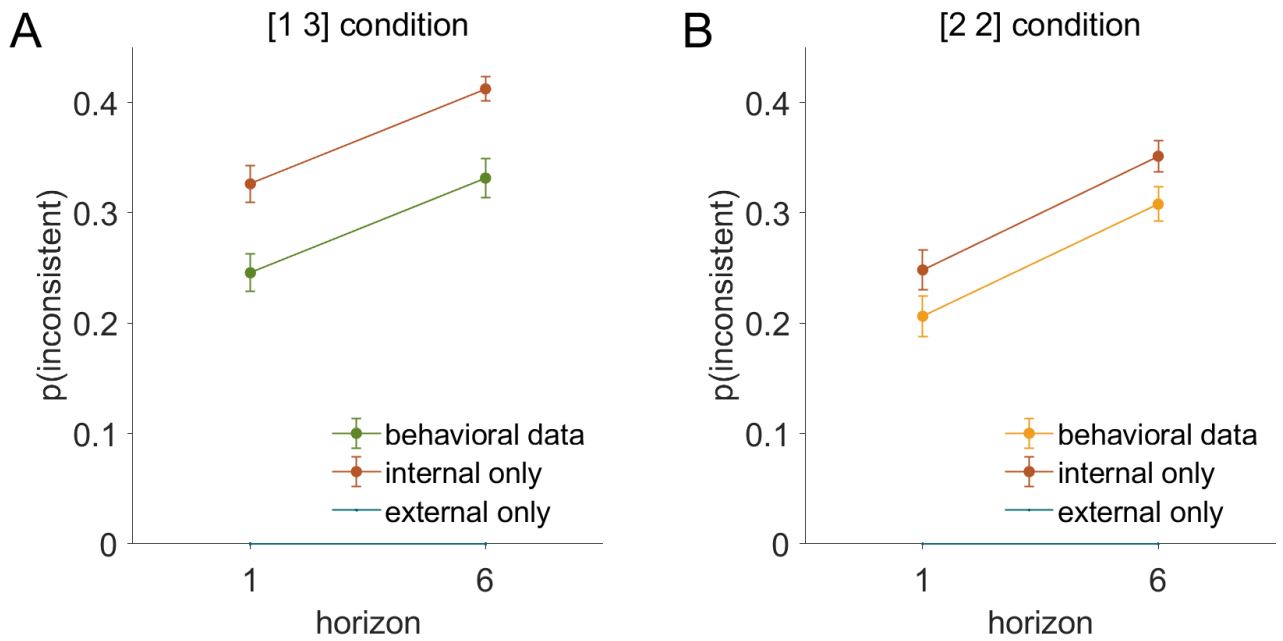 A
[1 3] condition
p(inconsistent)
0.4
0.3
0.2
0.1
0
behavioral data
internal only
external only
1
6
horizon
B
[2 2] condition
p(inconsistent)
0.4
0.3
0.2
0.1
0
behavioral data
internal only
external only
1
6
horizon